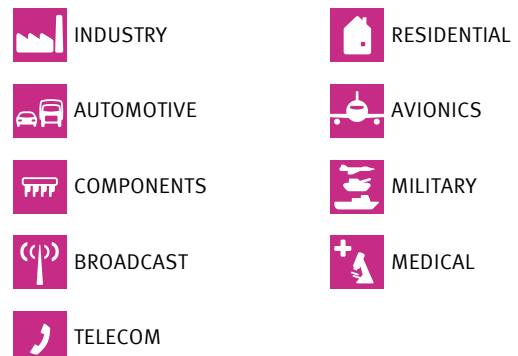 INDUSTRY
AUTOMOTIVE
COMPONENTS
BROADCAST
TELECOM
RESIDENTIAL
AVIONICS
MILITARY
MEDICAL